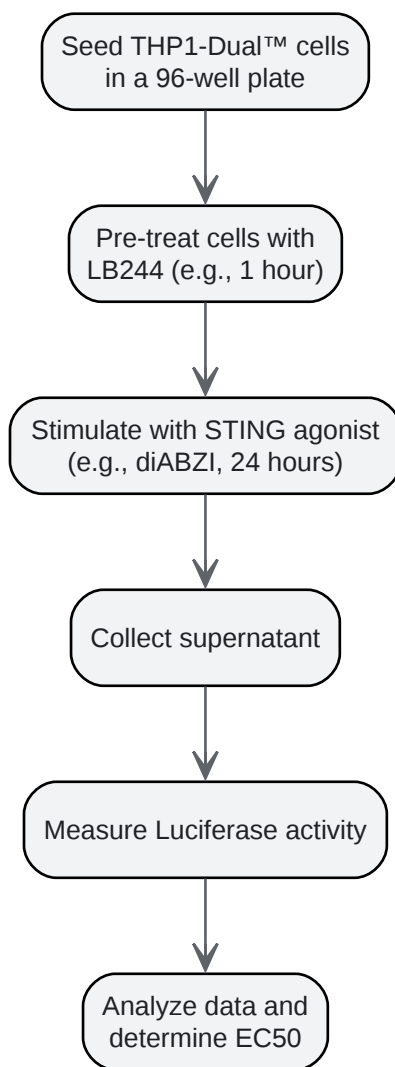 Seed THP1-Dual™ cells
in a 96-well plate
Pre-treat cells with
LB244 (e.g., 1 hour)
Stimulate with STING agonist
(e.g., diABZI, 24 hours)
Collect supernatant
Measure Luciferase activity
Analyze data and
determine EC50